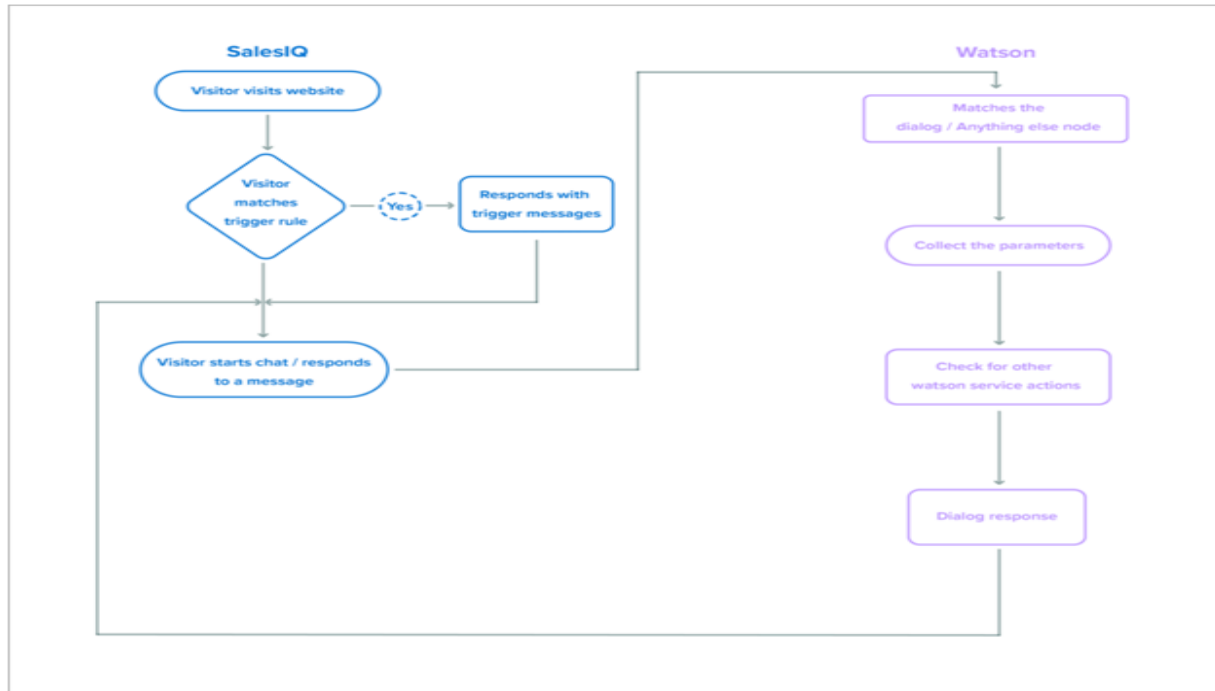 SalesIQ
Visitor visits website
Visitor
matches
trigger rule
Yes
Responds with
trigger messages
Visitor starts chat / responds
to a message
Watson
Matches the
dialog / Anything else node
Collect the parameters
Check for other
watson service actions
Dialog response